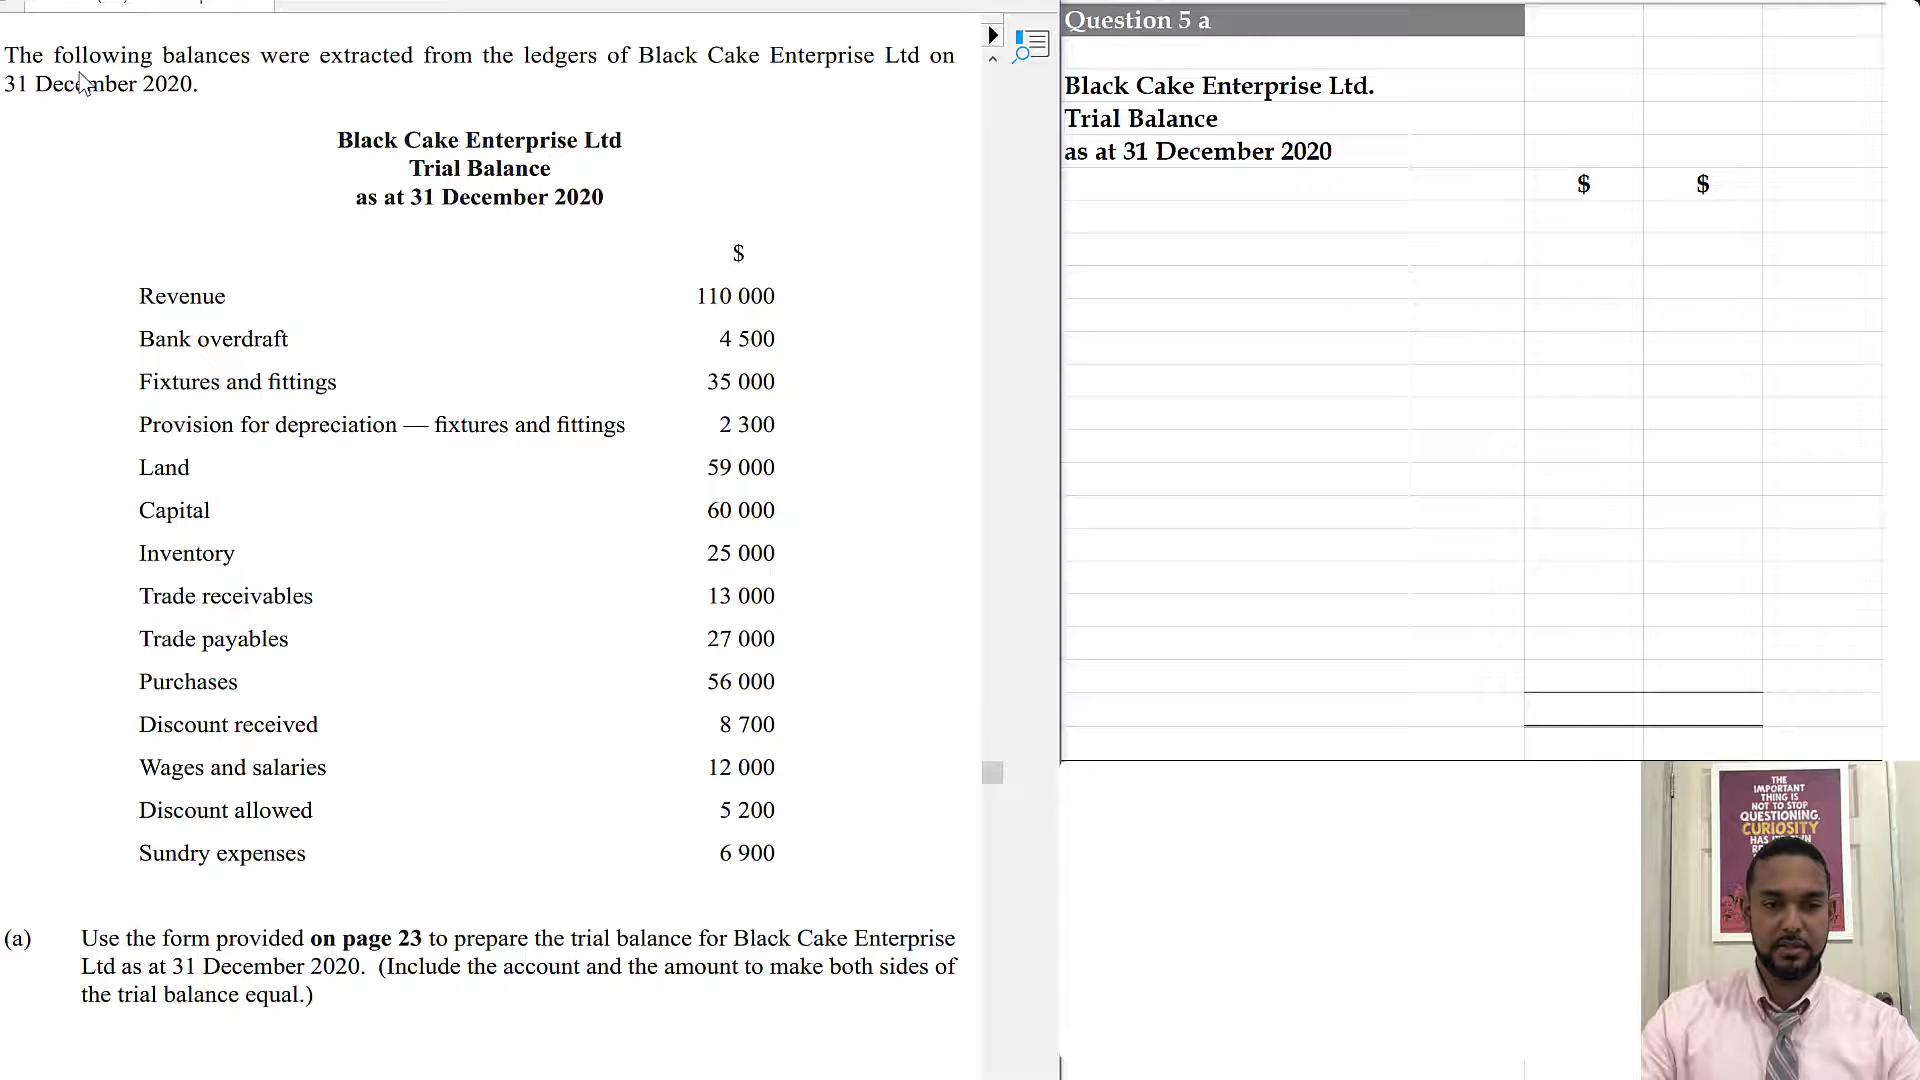 The following balances were extracted from the ledgers of Black Cake Enterprise Ltd on
31 December 2020.
Black Cake Enterprise Ltd
Trial Balance
as at 31 December 2020
$
Revenue 110 000
Bank overdraft 4 500
Fixtures and fittings 35 000
Provision for depreciation — fixtures and fittings 2 300
Land 59 000
Capital 60 000
Inventory 25 000
Trade receivables 13 000
Trade payables 27 000
Purchases 56 000
Discount received 8 700
Wages and salaries 12 000
Discount allowed 5 200
Sundry expenses 6 900
(a) Use the form provided on page 23 to prepare the trial balance for Black Cake Enterprise
Ltd as at 31 December 2020. (Include the account and the amount to make both sides of
the trial balance equal.)
Question 5 a
Black Cake Enterprise Ltd.
Trial Balance
as at 31 December 2020
$ $
THE
IMPORTANT
THING IS
NOT TO STOP
QUESTIONING.
CURIOSITY
HAS